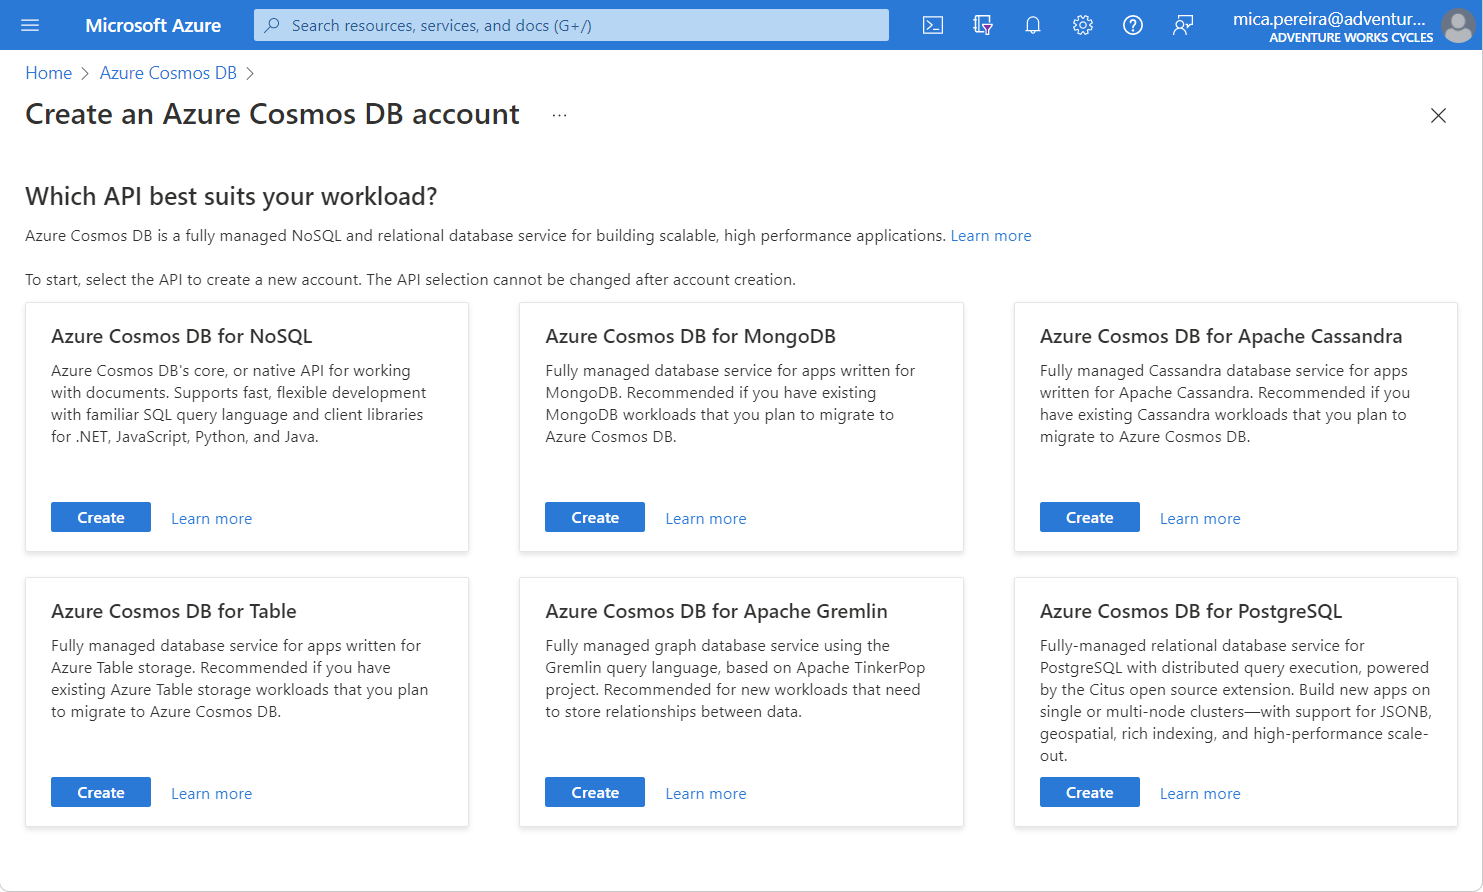 Microsoft Azure
Search resources, services, and docs (G+/)
mica.pereira@adventur...
ADVENTURE WORKS CYCLES
Home > Azure Cosmos DB >
Create an Azure Cosmos DB account ...
Which API best suits your workload?
Azure Cosmos DB is a fully managed NoSQL and relational database service for building scalable, high performance applications. Learn more
To start, select the API to create a new account. The API selection cannot be changed after account creation.
Azure Cosmos DB for NoSQL
Azure Cosmos DB's core, or native API for working
with documents. Supports fast, flexible development
with familiar SQL query language and client libraries
for .NET, JavaScript, Python, and Java.
Create Learn more
Azure Cosmos DB for MongoDB
Fully managed database service for apps written for
MongoDB. Recommended if you have existing
MongoDB workloads that you plan to migrate to
Azure Cosmos DB.
Create Learn more
Azure Cosmos DB for Apache Cassandra
Fully managed Cassandra database service for apps
written for Apache Cassandra. Recommended if you
have existing Cassandra workloads that you plan to
migrate to Azure Cosmos DB.
Create Learn more
Azure Cosmos DB for Table
Fully managed database service for apps written for
Azure Table storage. Recommended if you have
existing Azure Table storage workloads that you plan
to migrate to Azure Cosmos DB.
Create Learn more
Azure Cosmos DB for Apache Gremlin
Fully managed graph database service using the
Gremlin query language, based on Apache TinkerPop
project. Recommended for new workloads that need
to store relationships between data.
Create Learn more
Azure Cosmos DB for PostgreSQL
Fully-managed relational database service for
PostgreSQL with distributed query execution, powered
by the Citus open source extension. Build new apps on
single or multi-node clusters—with support for JSONB,
geospatial, rich indexing, and high-performance scale-
out.
Create Learn more